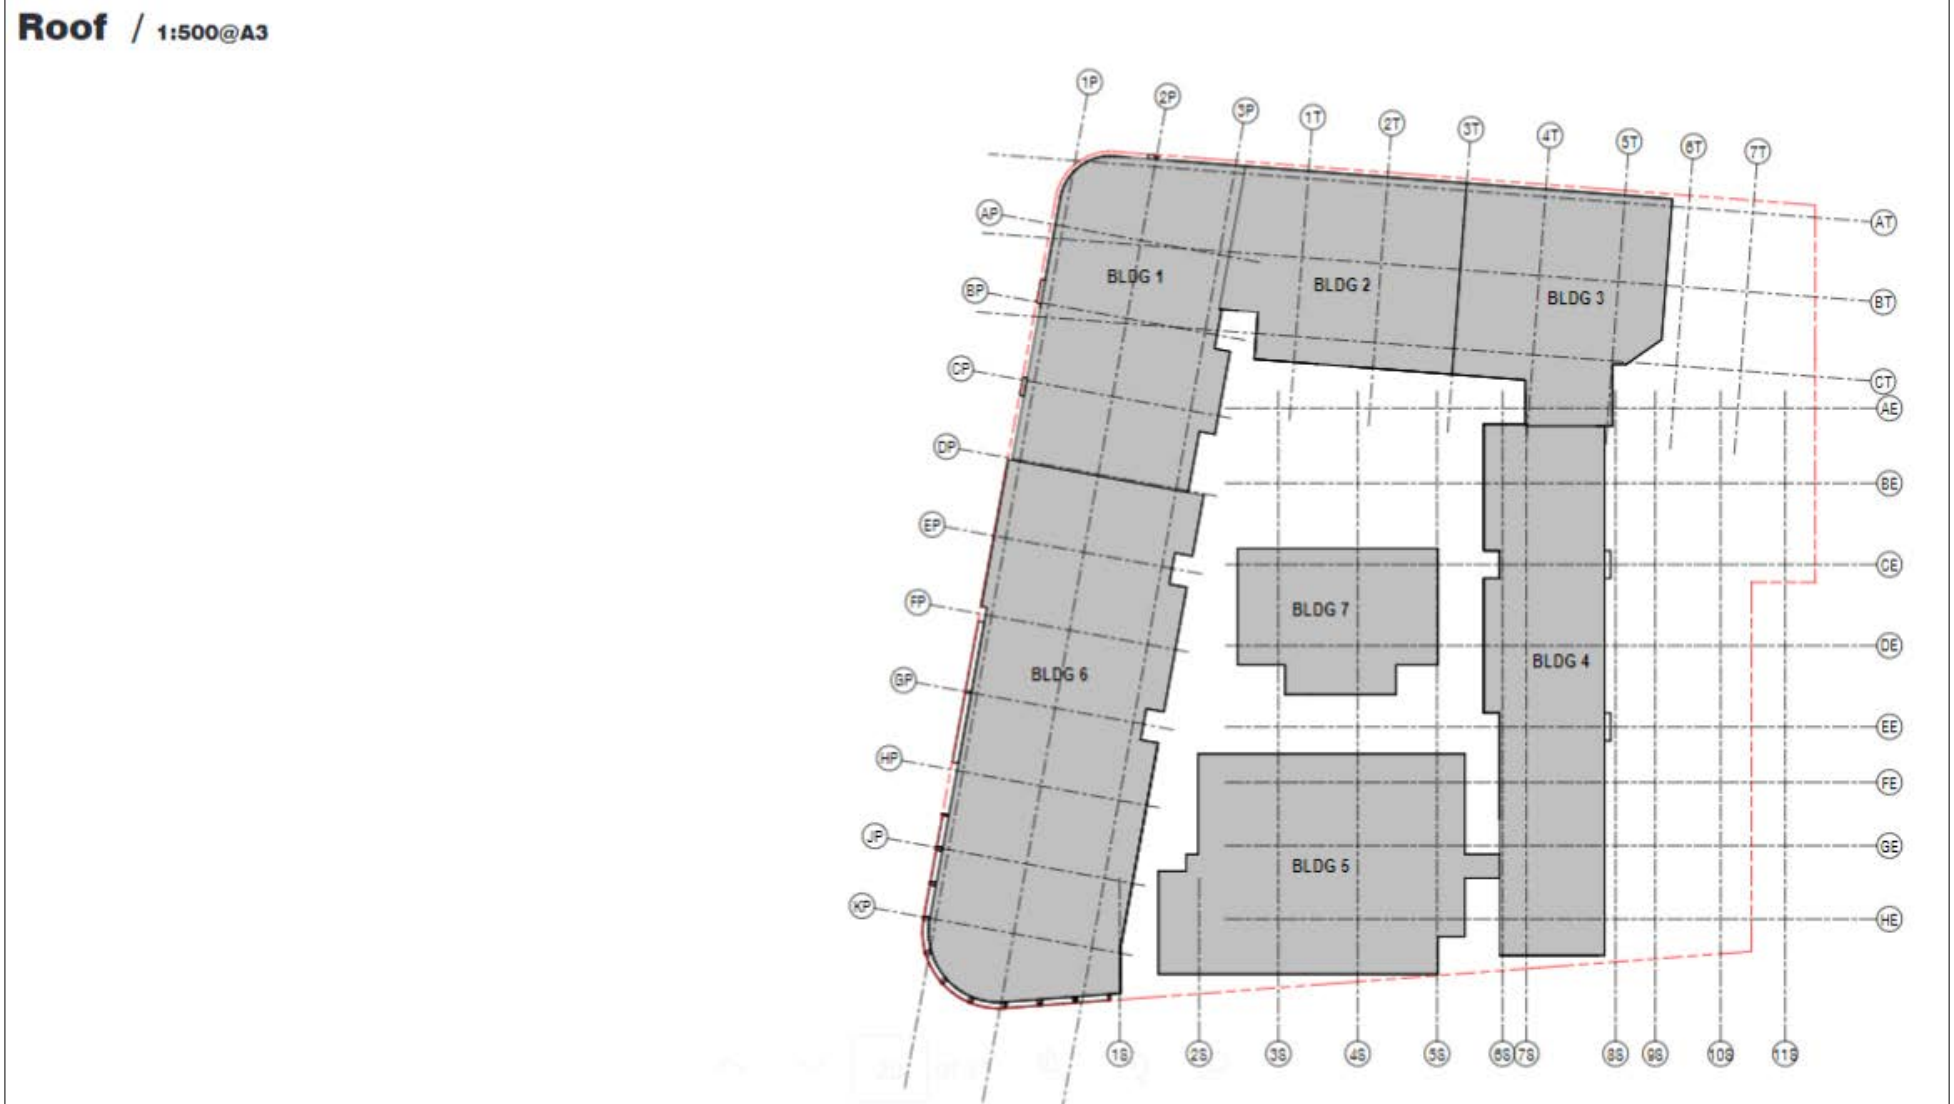 Roof / 1:500@A3
1P
2P
3P
1T
2T
3T
4T
5T
6T
7T
AP
AT
BLDG 1
BLDG 2
BLDG 3
BP
BT
CP
CT
AE
DP
BE
EP
CE
FP
BLDG 7
DE
BLDG 6
BLDG 4
GP
EE
HP
FE
JP
GE
BLDG 5
KP
HE
1S
2S
3S
4S
5S
6S
7S
8S
9S
10S
11S